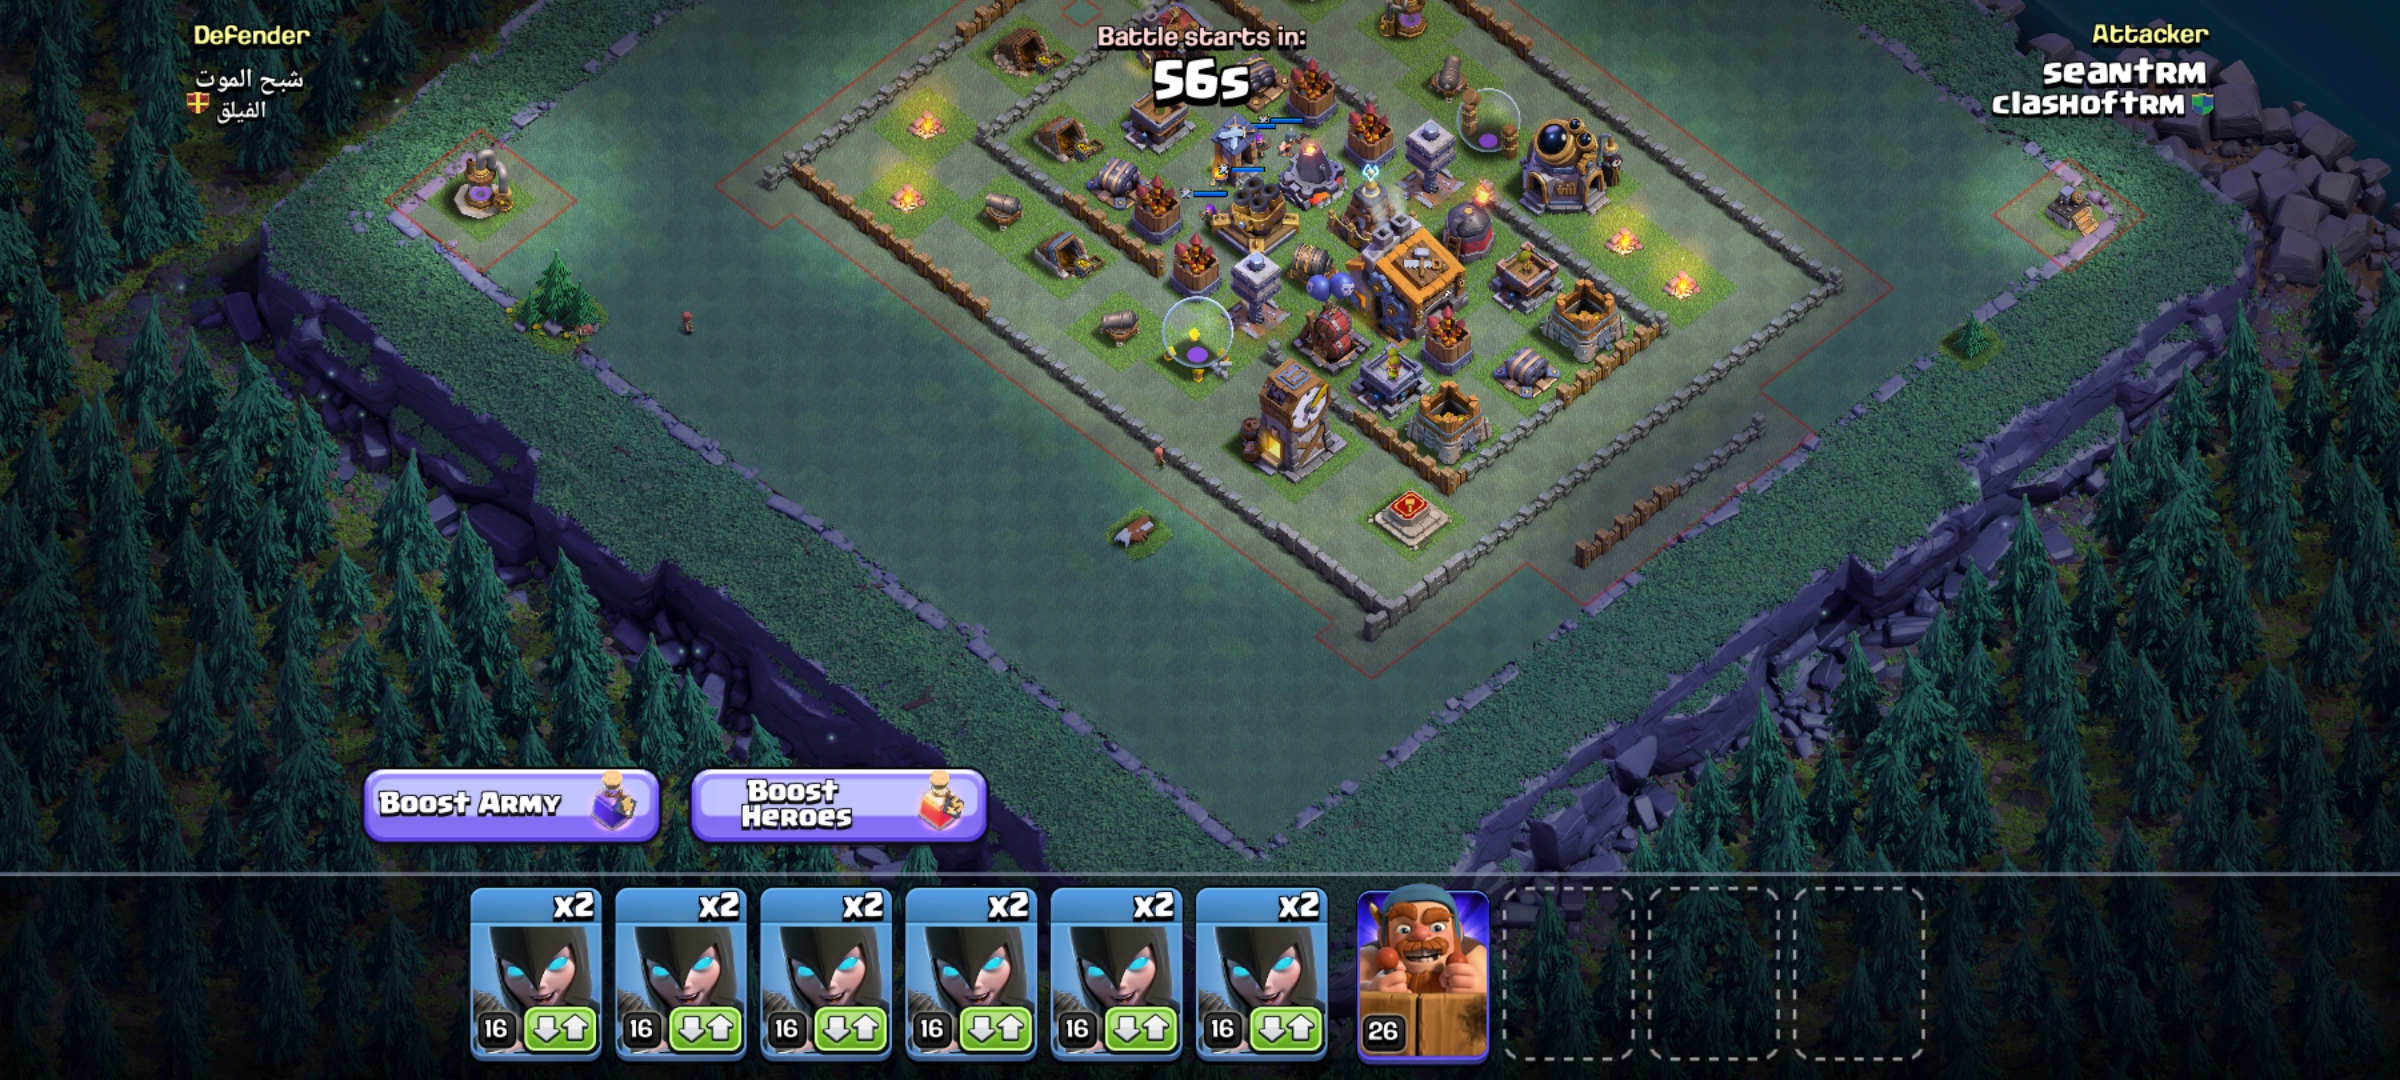 Defender
شبح الموت
الفيلق
Battle starts in:
56s
Attacker
seantRM
clashoftRM
Boost Army
Boost
Heroes
x2 x2 x2 x2 x2 x2
16 16 16 16 16 16 26